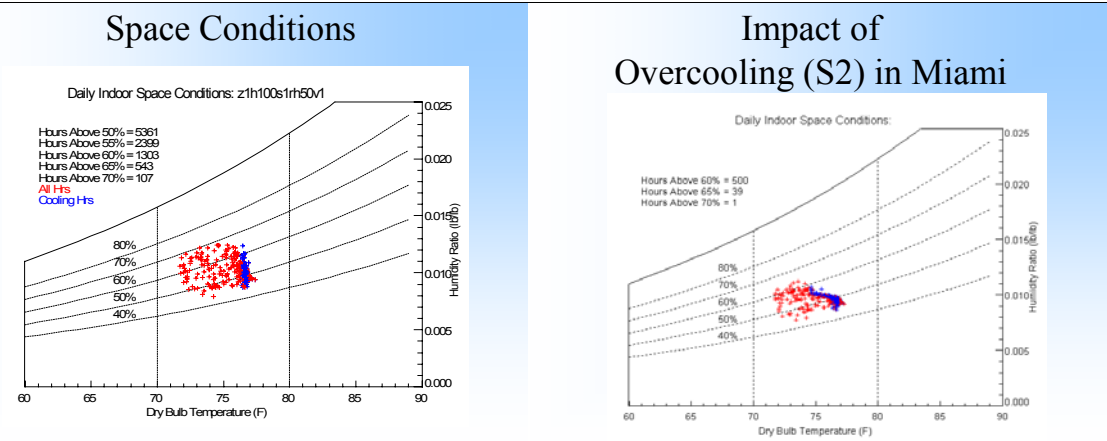 Space Conditions
Daily Indoor Space Conditions: z1h100s1rh50v1
Hours Above 50% = 5361
Hours Above 55% = 2399
Hours Above 60% = 1303
Hours Above 65% = 543
Hours Above 70% = 107
All Hrs
Cooling Hrs
80%
70%
60%
50%
40%
0.025
0.020
0.015
0.010
0.005
0.000
Humidity Ratio (lb/lb)
60 65 70 75 80 85 90
Dry Bulb Temperature (F)
Impact of
Overcooling (S2) in Miami
Daily Indoor Space Conditions:
Hours Above 60% = 500
Hours Above 65% = 39
Hours Above 70% = 1
80%
70%
60%
50%
40%
0.025
0.020
0.015
0.010
0.005
0.000
Humidity Ratio (lb/lb)
60 65 70 75 80 85 90
Dry Bulb Temperature (F)